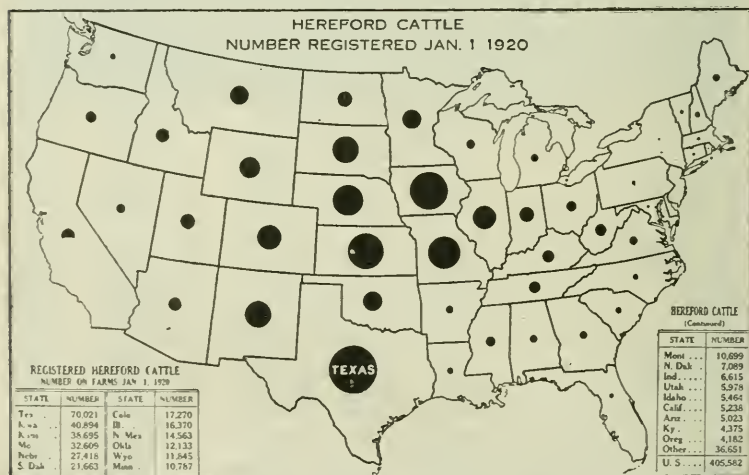 HEREFORD CATTLE
NUMBER REGISTERED JAN. 1 1920
TEXAS
REGISTERED HEREFORD CATTLE
NUMBER ON FARMS JAN 1, 1920
STATE NUMBER STATE NUMBER
Tex 70,021 Colo 17,270
Iowa 40,894 Ill. 16,370
Kans 38,695 N. Mex 14,563
Mo 32,609 Okla 12,133
Nebr 27,418 Wyo 11,845
S. Dak 21,663 Minn 10,787
HEREFORD CATTLE
(Continued)
STATE NUMBER
Mont 10,699
N. Dak 7,089
Ind 6,615
Utah 5,978
Idaho 5,464
Calif 5,238
Ariz 5,023
Ky 4,375
Oreg 4,182
Other 36,651
U.S. 405,582